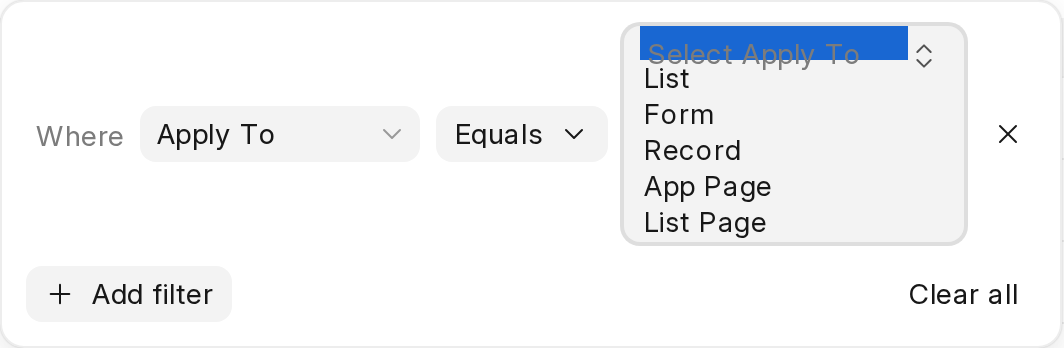 Select Apply To
List
Form
Where Apply To Equals
Record
App Page
List Page
Add filter Clear all